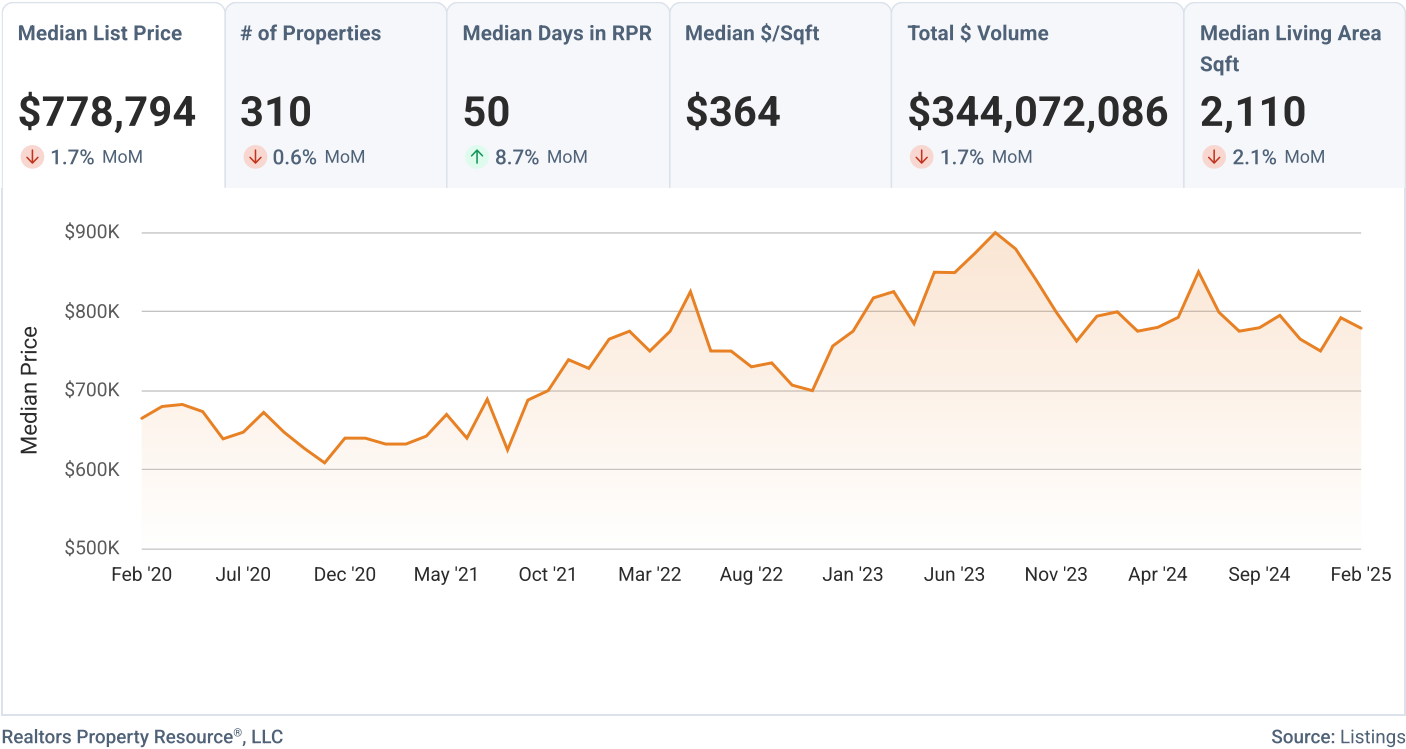 Median List Price
$778,794
1.7% MoM
# of Properties
310
0.6% MoM
Median Days in RPR
50
8.7% MoM
Median $/Sqft
$364
Total $ Volume
$344,072,086
1.7% MoM
Median Living Area
Sqft
2,110
2.1% MoM
Median Price
$900K
$800K
$700K
$600K
$500K
Feb '20 Jul '20 Dec '20 May '21 Oct '21 Mar '22 Aug '22 Jan '23 Jun '23 Nov '23 Apr '24 Sep '24 Feb '25
Realtors Property Resource®, LLC
Source: Listings